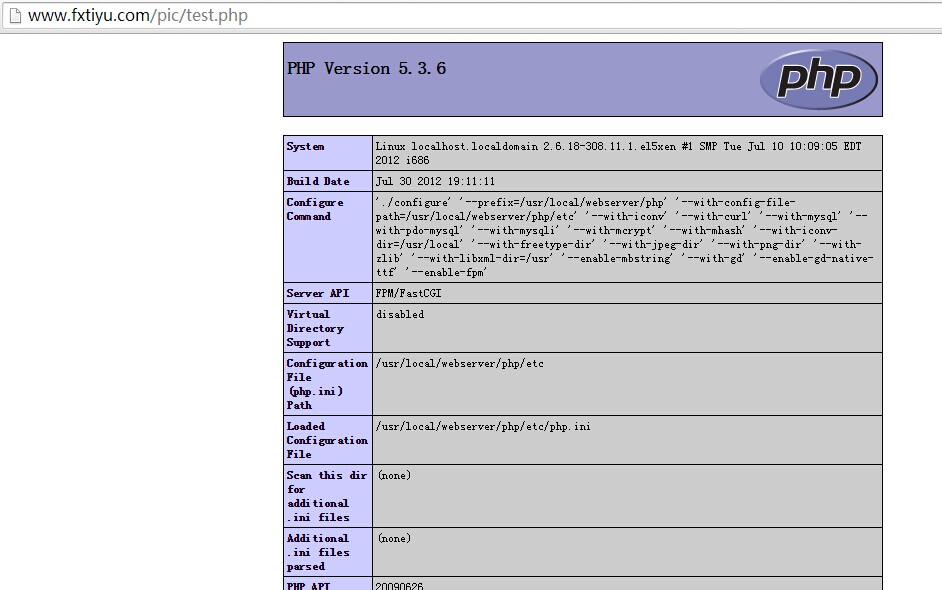 www.fxtiyu.com/pic/test.php
PHP Version 5.3.6
php
System
Linux localhost.localdomain 2.6.18-308.11.1.el5xen #1 SMP Tue Jul 10 10:09:05 EDT
2012 i686
Build Date
Jul 30 2012 19:11:11
Configure
Command
'./configure' '--prefix=/usr/local/webserver/php' '--with-config-file-
path=/usr/local/webserver/php/etc' '--with-iconv' '--with-curl' '--with-mysql' '--
with-pdo-mysql' '--with-mysqli' '--with-mcrypt' '--with-mhash' '--with-iconv-
dir=/usr/local' '--with-freetype-dir' '--with-jpeg-dir' '--with-png-dir' '--with-
zlib' '--with-libxml-dir=/usr' '--enable-mbstring' '--with-gd' '--enable-gd-native-
ttf' '--enable-fpm'
Server API
FPM/FastCGI
Virtual
Directory
Support
disabled
Configuration
File
(php.ini)
Path
/usr/local/webserver/php/etc
Loaded
Configuration
File
/usr/local/webserver/php/etc/php.ini
Scan this dir
for
additional
.ini files
(none)
Additional
.ini files
parsed
(none)
PHP API
20090626